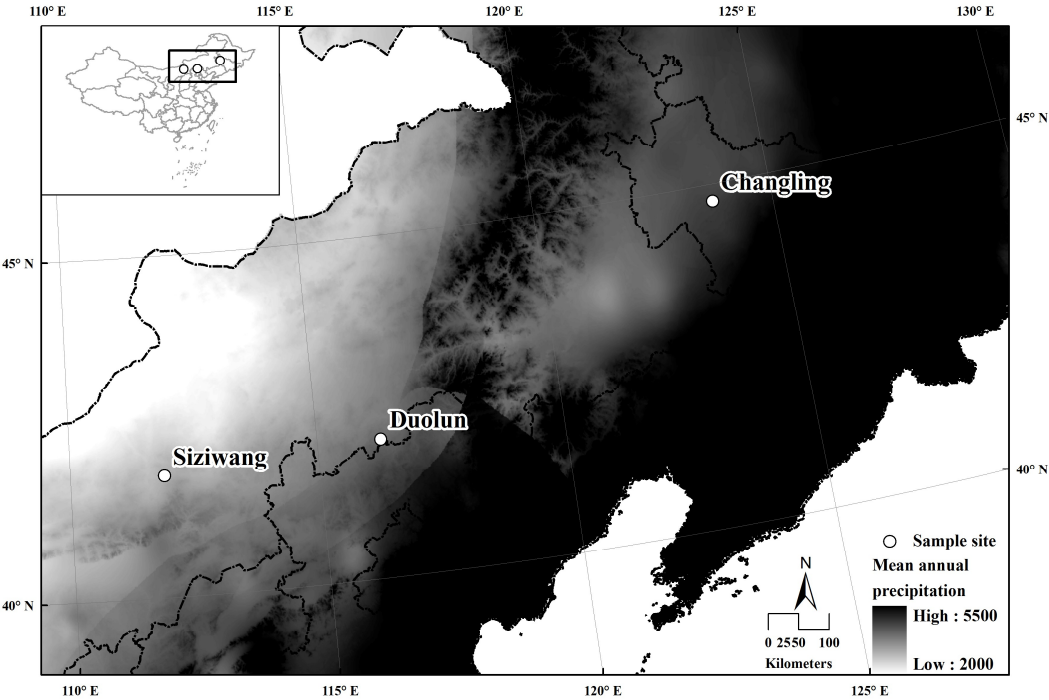 110° E 115° E 120° E 125° E 130° E
45° N
Changling
45° N
Duolun
Siziwang
40° N
Sample site
N
Mean annual
precipitation
40° N
High : 5500
0 2550 100
Low : 2000
Kilometers
110° E 115° E 120° E 125° E